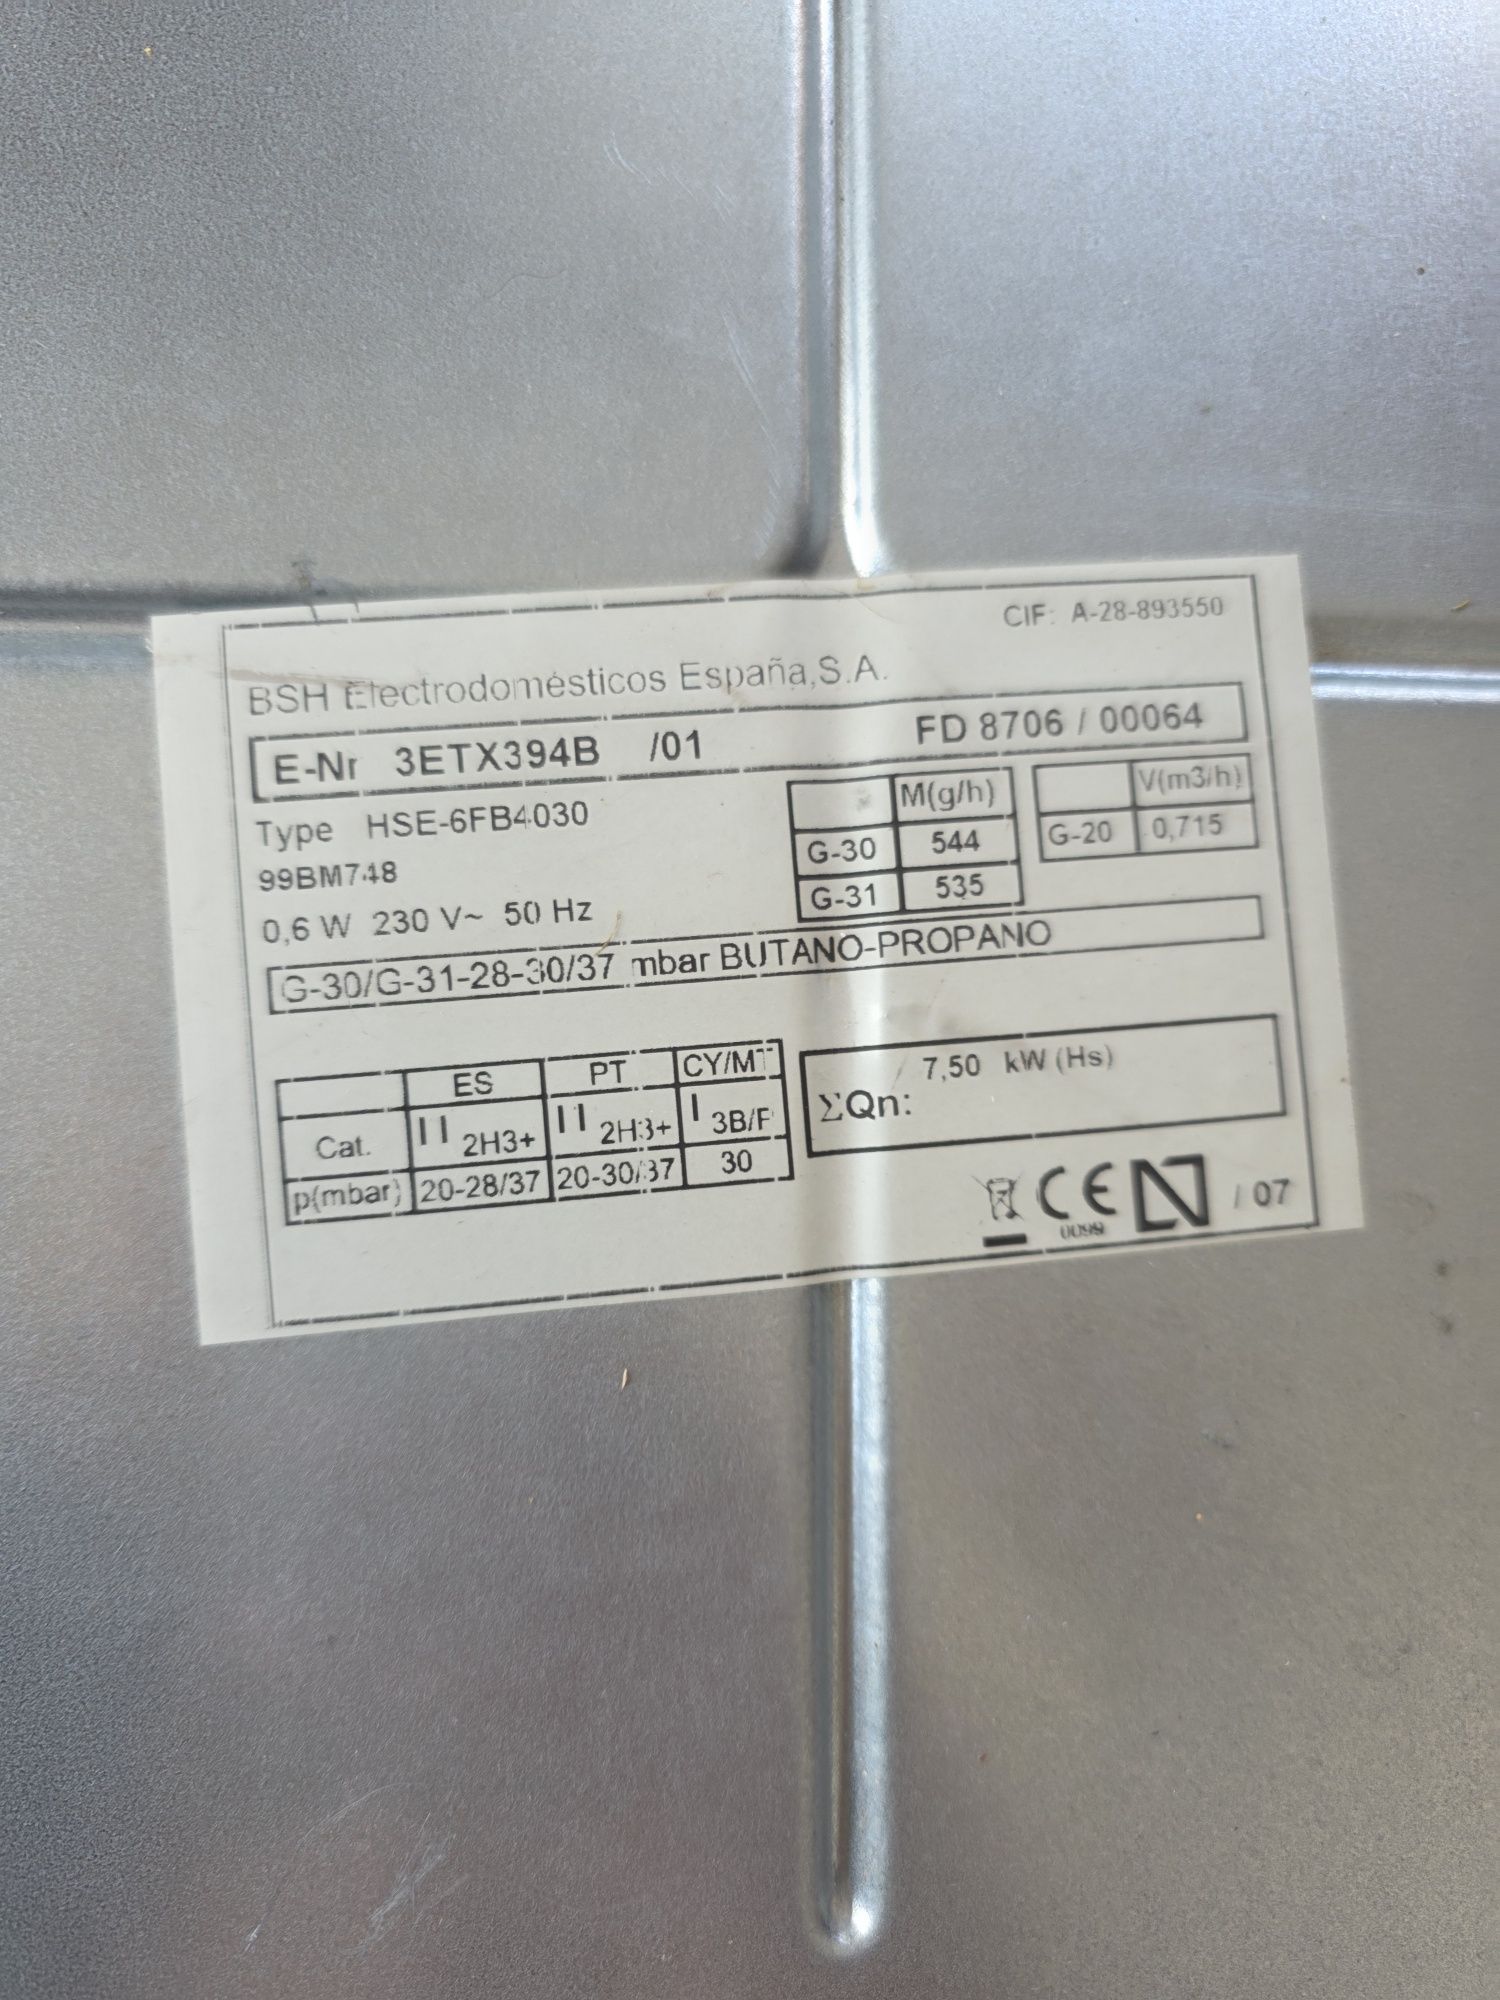 CIF: A-28-893550
BSH Electrodomésticos España,S.A.
E-Nr 3ETX394B /01 FD 8706 / 00064
Type HSE-6FB4030
99BM748
0,6 W 230 V~ 50 Hz
M(g/h)
G-30 544
G-31 535
V(m3/h)
G-20 0,715
G-30/G-31-28-30/37 mbar BUTANO-PROPANO
ES PT CY/MT
Cat. II 2H3+ II 2H3+ I 3B/P
p(mbar) 20-28/37 20-30/37 30
7,50 kW (Hs)
ΣQn:
CE N / 07
0099